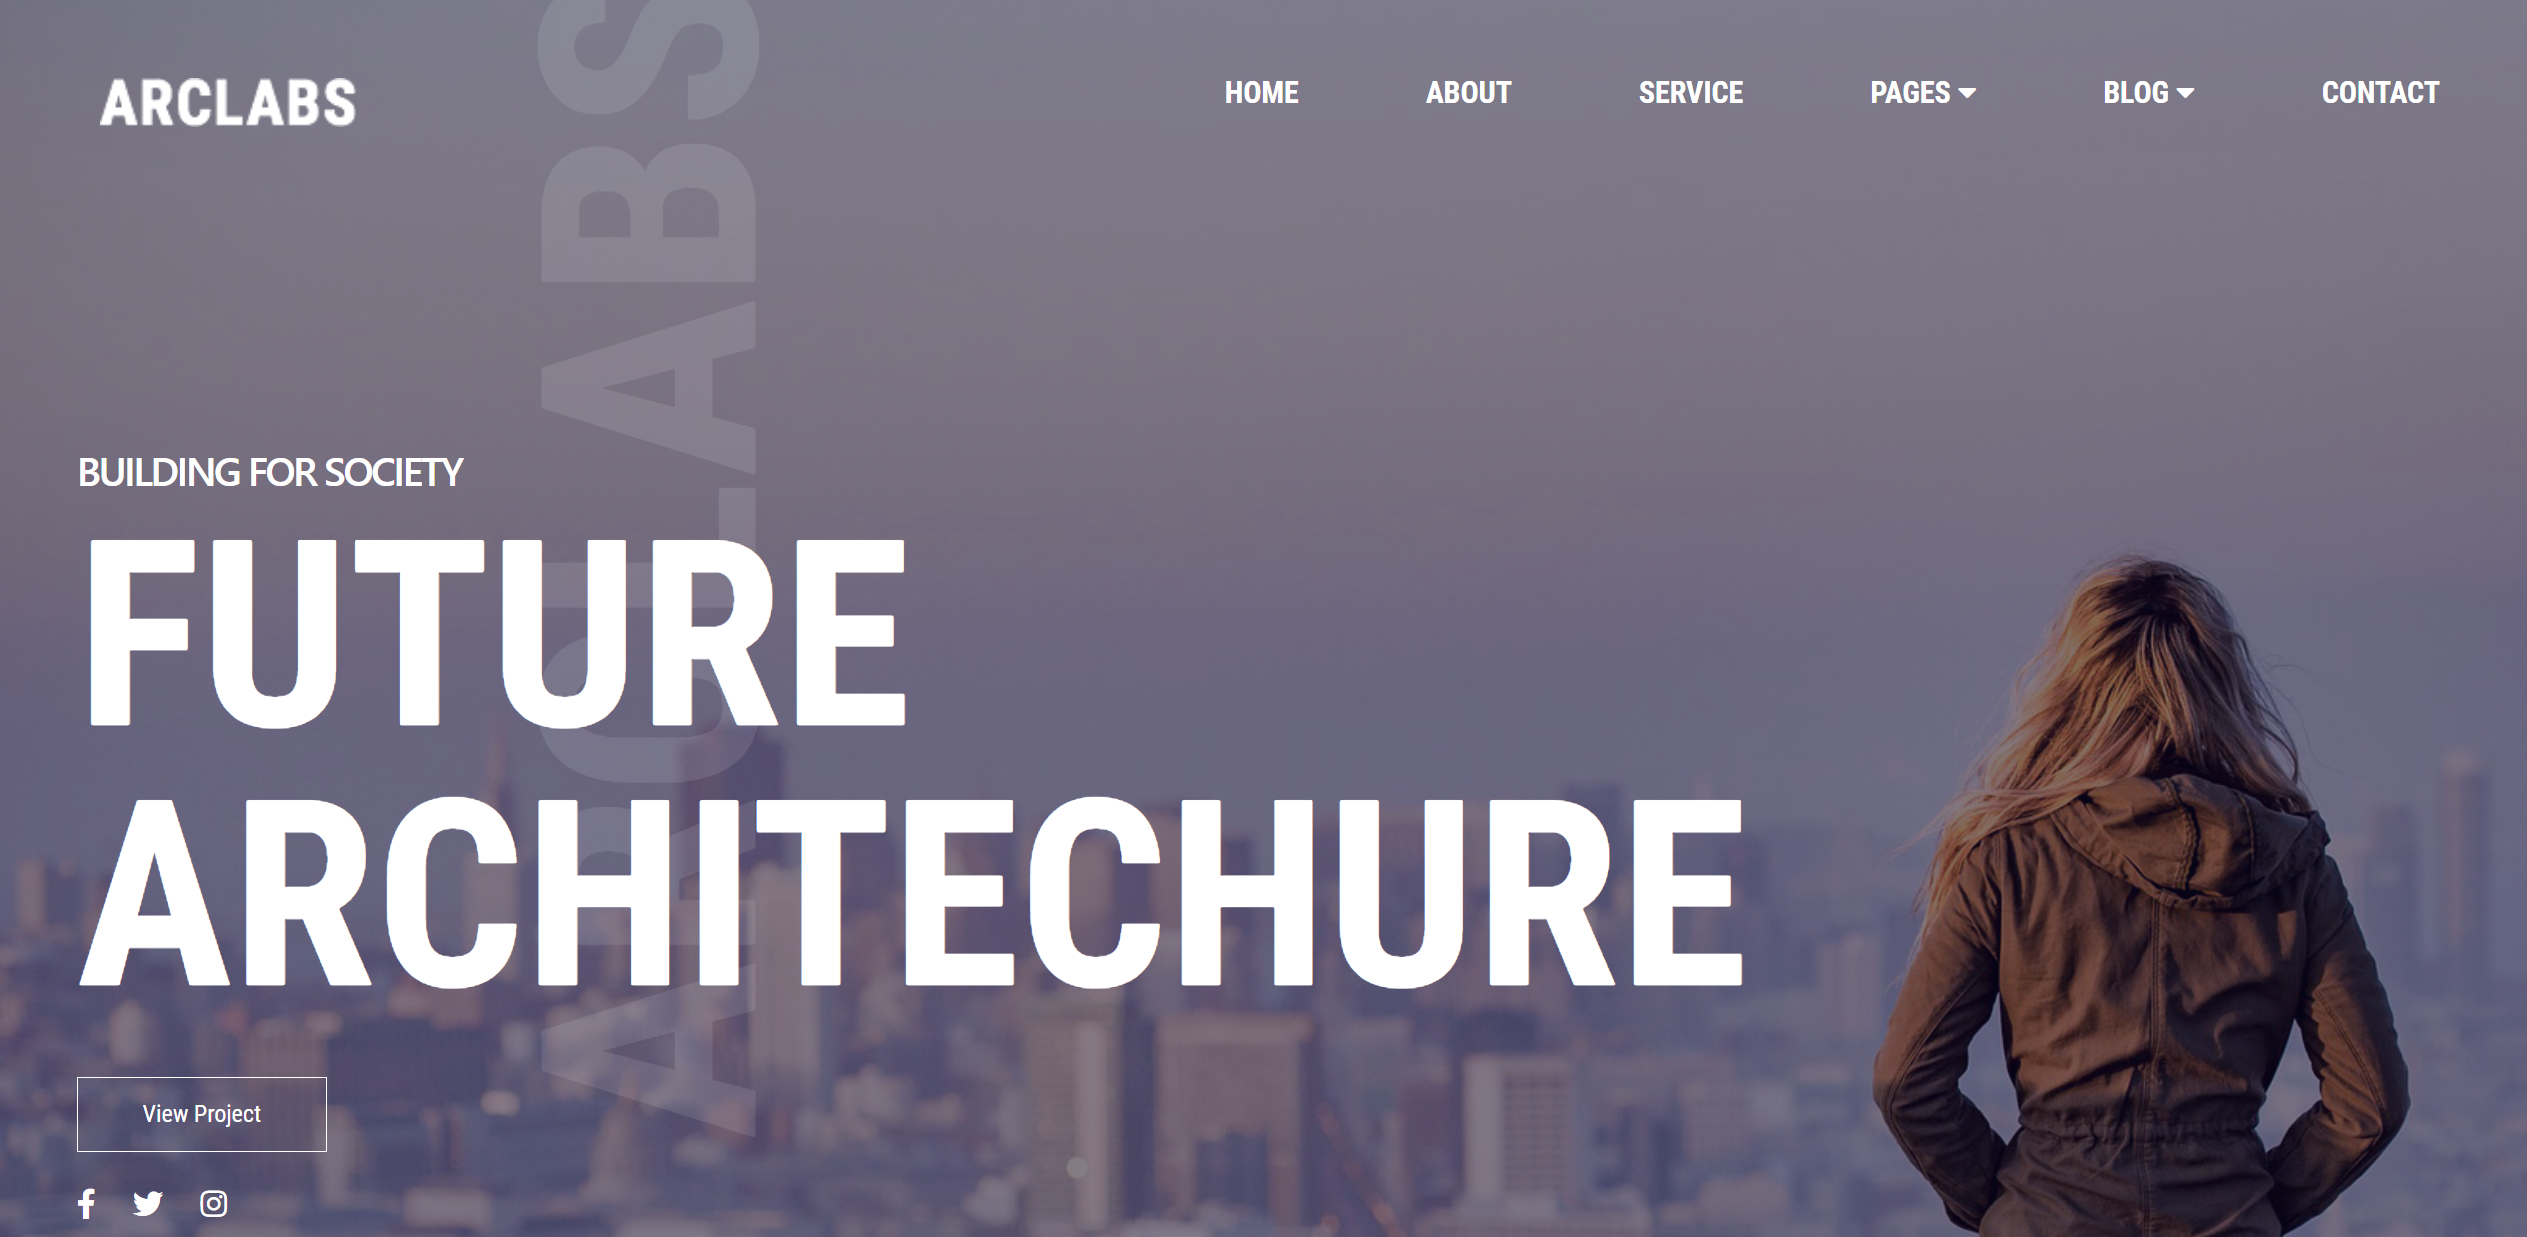 ARCLABS
HOME ABOUT SERVICE PAGES BLOG CONTACT
ARCLABS
BUILDING FOR SOCIETY
FUTURE
ARCHITECHURE
View Project